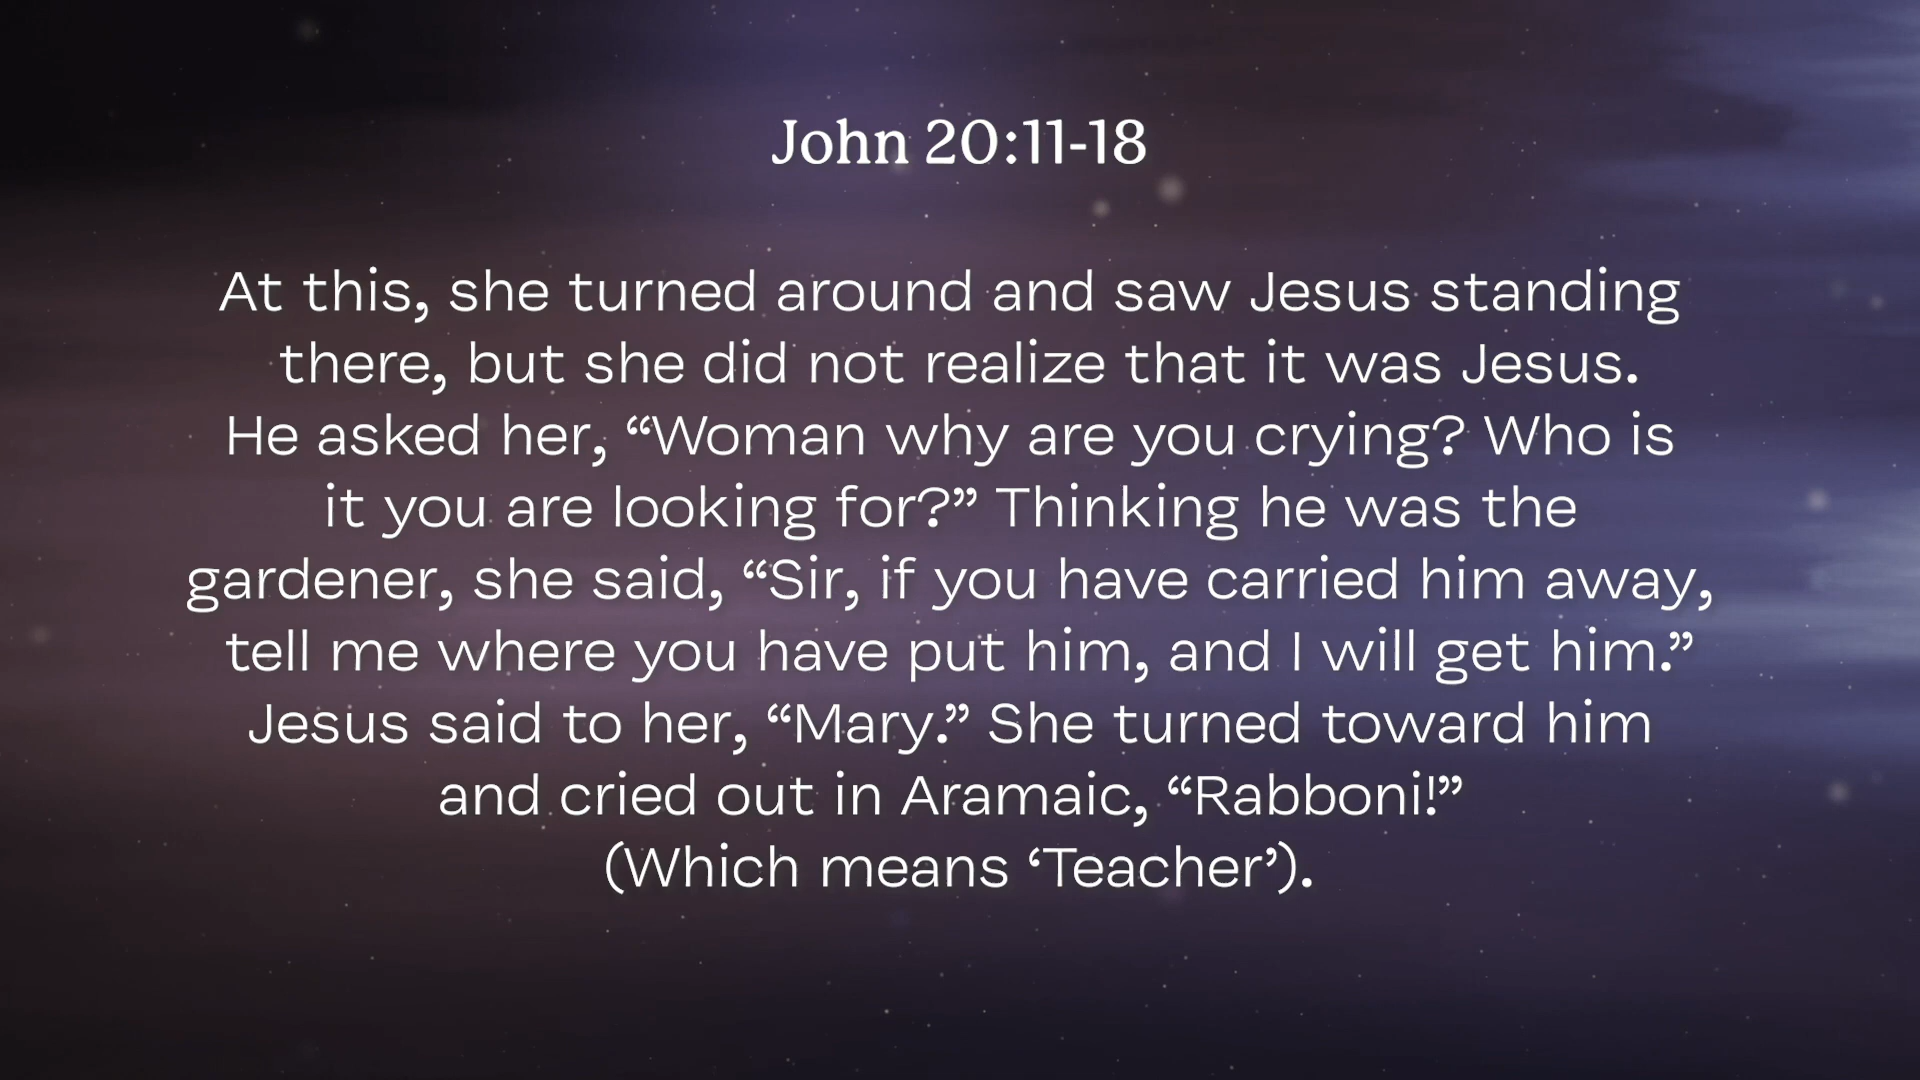 John 20:11-18
At this, she turned around and saw Jesus standing
there, but she did not realize that it was Jesus.
He asked her, “Woman why are you crying? Who is
it you are looking for?” Thinking he was the
gardener, she said, “Sir, if you have carried him away,
tell me where you have put him, and I will get him.”
Jesus said to her, “Mary.” She turned toward him
and cried out in Aramaic, “Rabboni!”
(Which means ‘Teacher’).